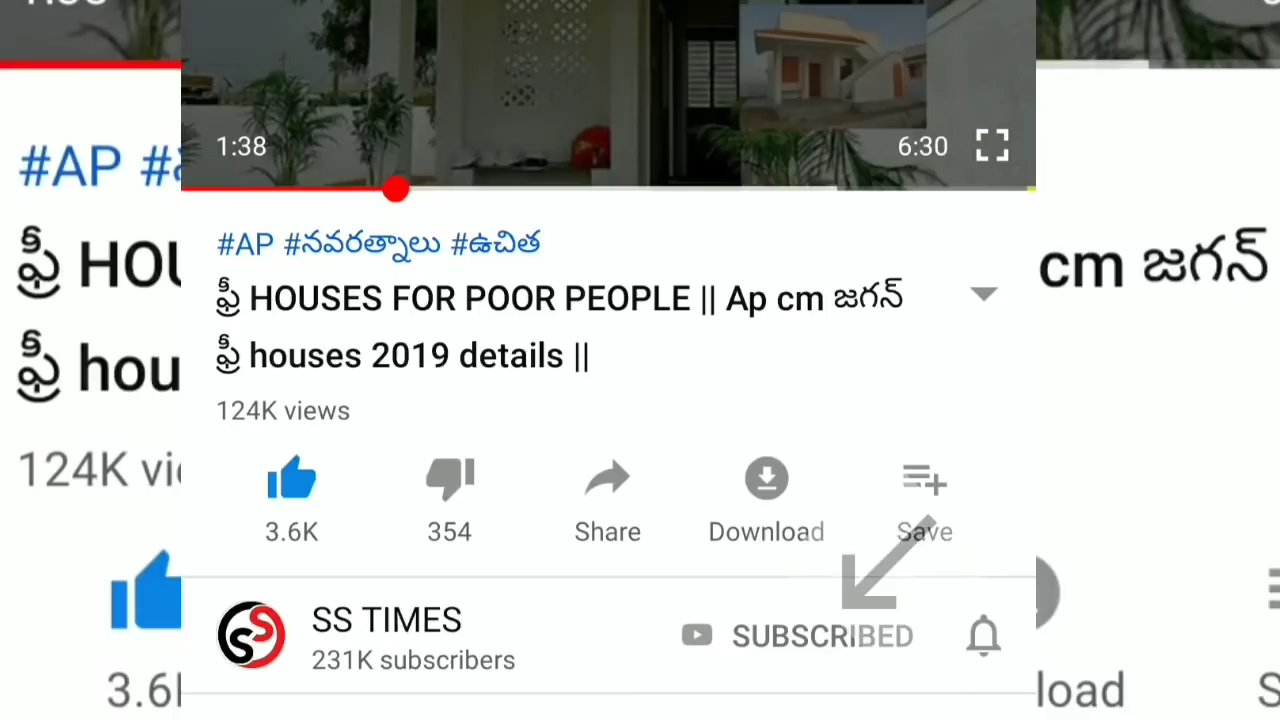 1:38
6:30
#AP #నవరత్నాలు #ఉచిత
ఫ్రీ HOUSES FOR POOR PEOPLE || Ap cm జగన్
ఫ్రీ houses 2019 details ||
124K views
3.6K
354
Share
Download
Save
SS TIMES
SUBSCRIBED
231K subscribers
#AP
ఫ్రీ HOU
cm జగన్
ఫ్రీ hou
124K vi
3.6
load
S